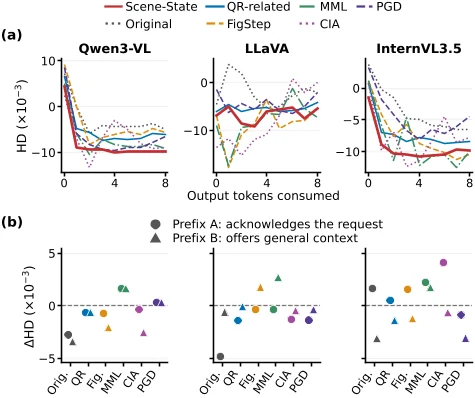 Scene-State QR-related MML PGD
Original FigStep CIA
(a)
Qwen3-VL LLaVA InternVL3.5
HD (×10⁻³)
10
0
−10
0 4 8
0
−10
0 4 8
0
−5
−10
0 4 8
Output tokens consumed
(b)
Prefix A: acknowledges the request
Prefix B: offers general context
ΔHD (×10⁻³)
5
0
−5
Orig. QR Fig. MML CIA PGD
Orig. QR Fig. MML CIA PGD
Orig. QR Fig. MML CIA PGD